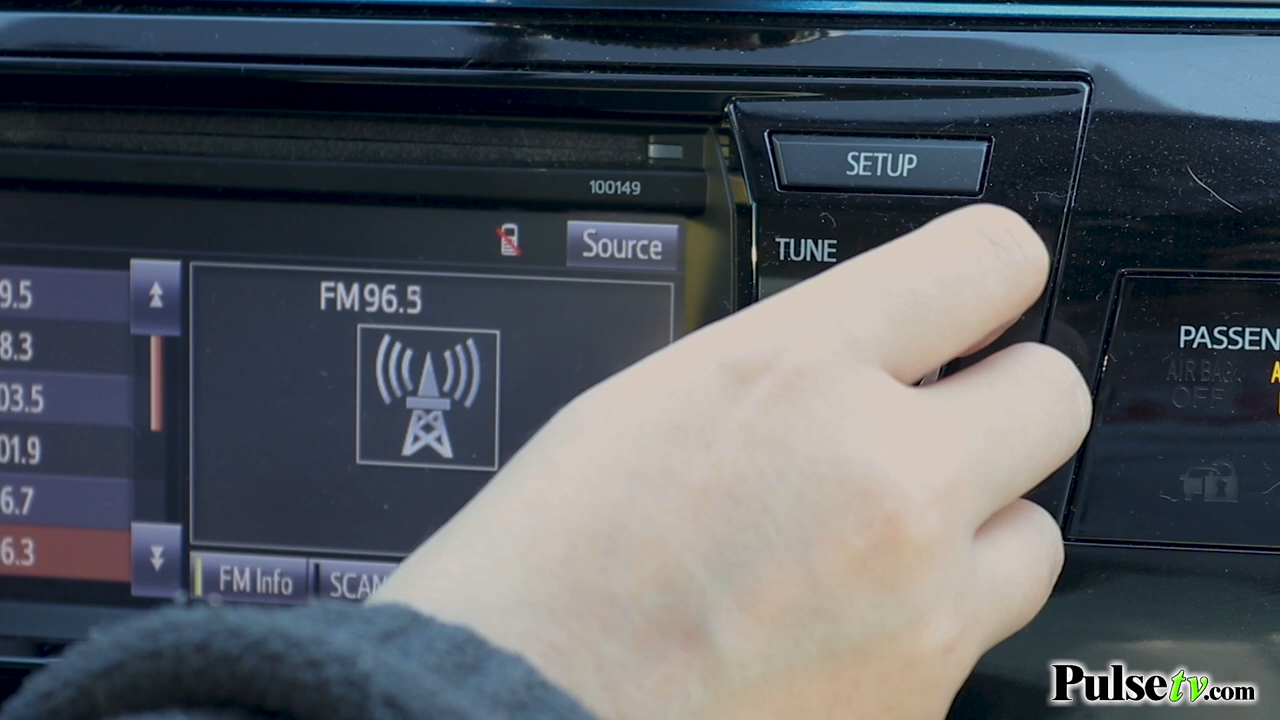 SETUP
100149
TUNE
Source
FM 96.5
9.5
8.3
03.5
01.9
6.7
6.3
FM Info
SCAN
PASSEN
AIR BAG
OFF
Pulsetv.com